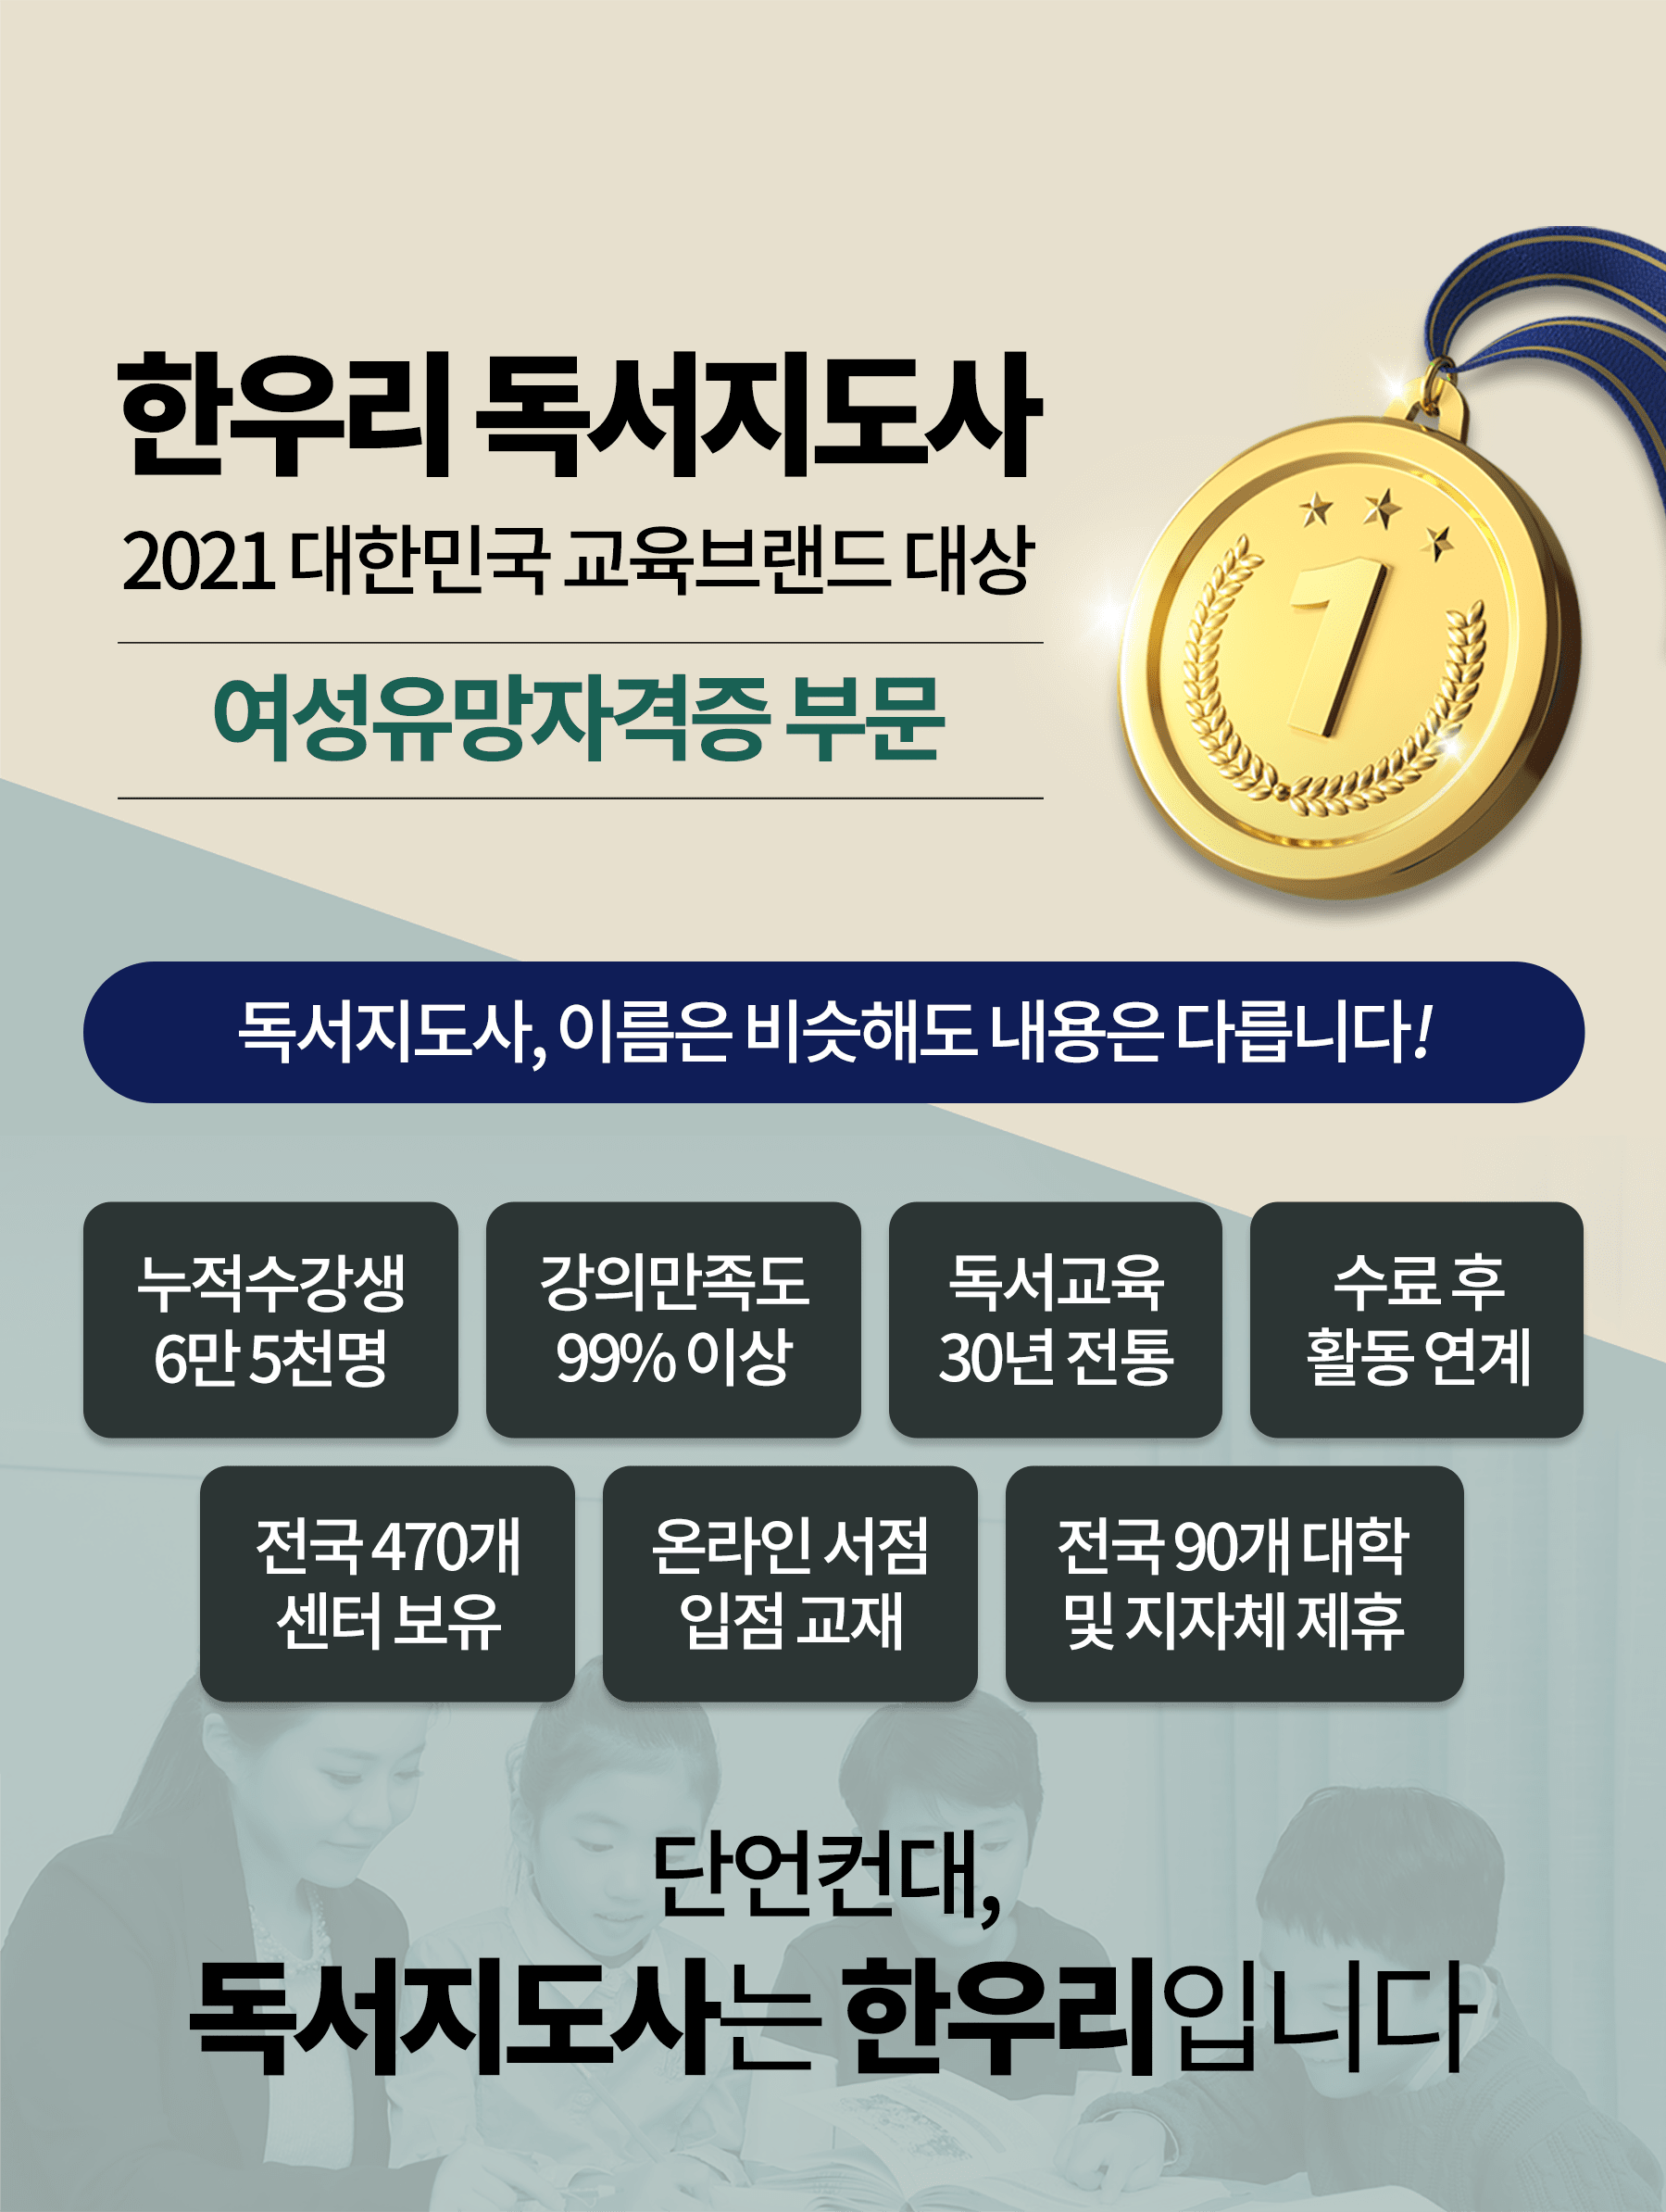 한우리 독서지도사
2021 대한민국 교육브랜드 대상
여성유망자격증 부문
1
독서지도사, 이름은 비슷해도 내용은 다릅니다!
누적수강생
6만 5천명
강의만족도
99% 이상
독서교육
30년 전통
수료 후
활동 연계
전국 470개
센터 보유
온라인 서점
입점 교재
전국 90개 대학
및 지자체 제휴
단언컨대,
독서지도사는 한우리입니다